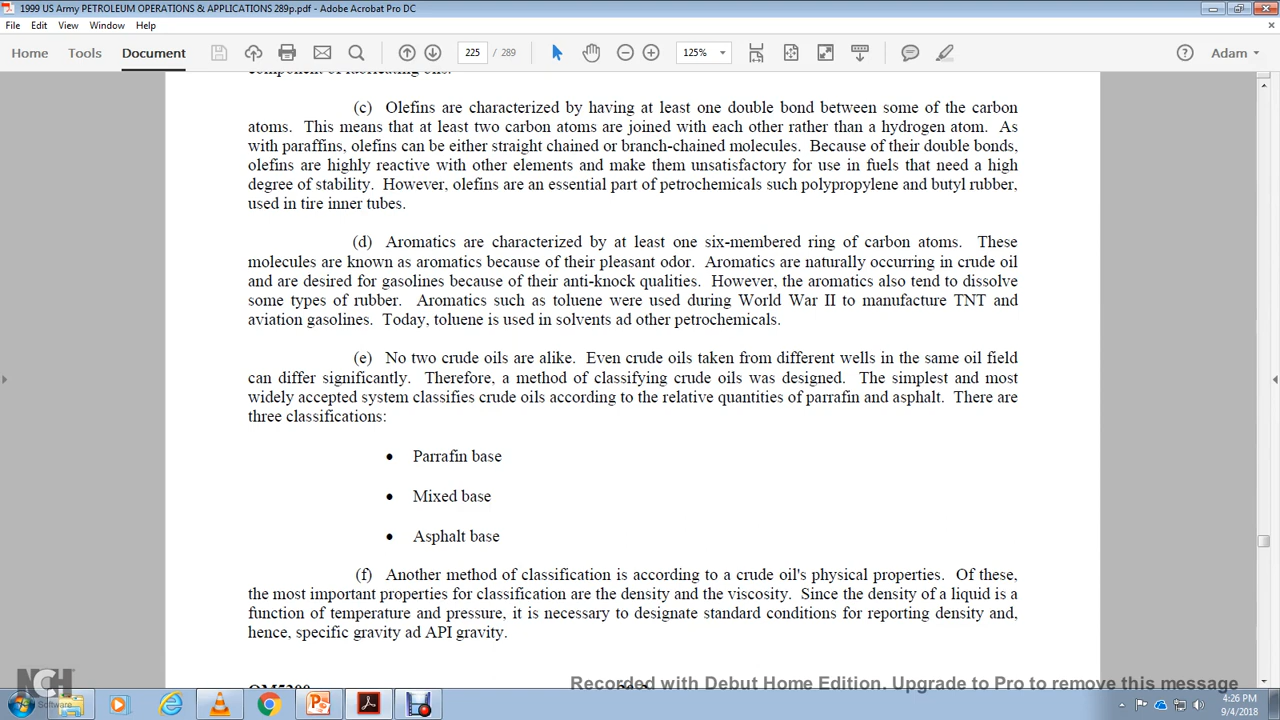 1999 US Army PETROLEUM OPERATIONS & APPLICATIONS 289p.pdf - Adobe Acrobat Pro DC
File Edit View Window Help
Home Tools Document 225 / 289 125% Adam
component of lubricating oils.
(c) Olefins are characterized by having at least one double bond between some of the carbon
atoms. This means that at least two carbon atoms are joined with each other rather than a hydrogen atom. As
with paraffins, olefins can be either straight chained or branch-chained molecules. Because of their double bonds,
olefins are highly reactive with other elements and make them unsatisfactory for use in fuels that need a high
degree of stability. However, olefins are an essential part of petrochemicals such polypropylene and butyl rubber,
used in tire inner tubes.
(d) Aromatics are characterized by at least one six-membered ring of carbon atoms. These
molecules are known as aromatics because of their pleasant odor. Aromatics are naturally occurring in crude oil
and are desired for gasolines because of their anti-knock qualities. However, the aromatics also tend to dissolve
some types of rubber. Aromatics such as toluene were used during World War II to manufacture TNT and
aviation gasolines. Today, toluene is used in solvents ad other petrochemicals.
(e) No two crude oils are alike. Even crude oils taken from different wells in the same oil field
can differ significantly. Therefore, a method of classifying crude oils was designed. The simplest and most
widely accepted system classifies crude oils according to the relative quantities of parrafin and asphalt. There are
three classifications:
• Parrafin base
• Mixed base
• Asphalt base
(f) Another method of classification is according to a crude oil's physical properties. Of these,
the most important properties for classification are the density and the viscosity. Since the density of a liquid is a
function of temperature and pressure, it is necessary to designate standard conditions for reporting density and,
hence, specific gravity ad API gravity.
NCH Software
Recorded with Debut Home Edition. Upgrade to Pro to remove this message
4:26 PM
9/4/2018